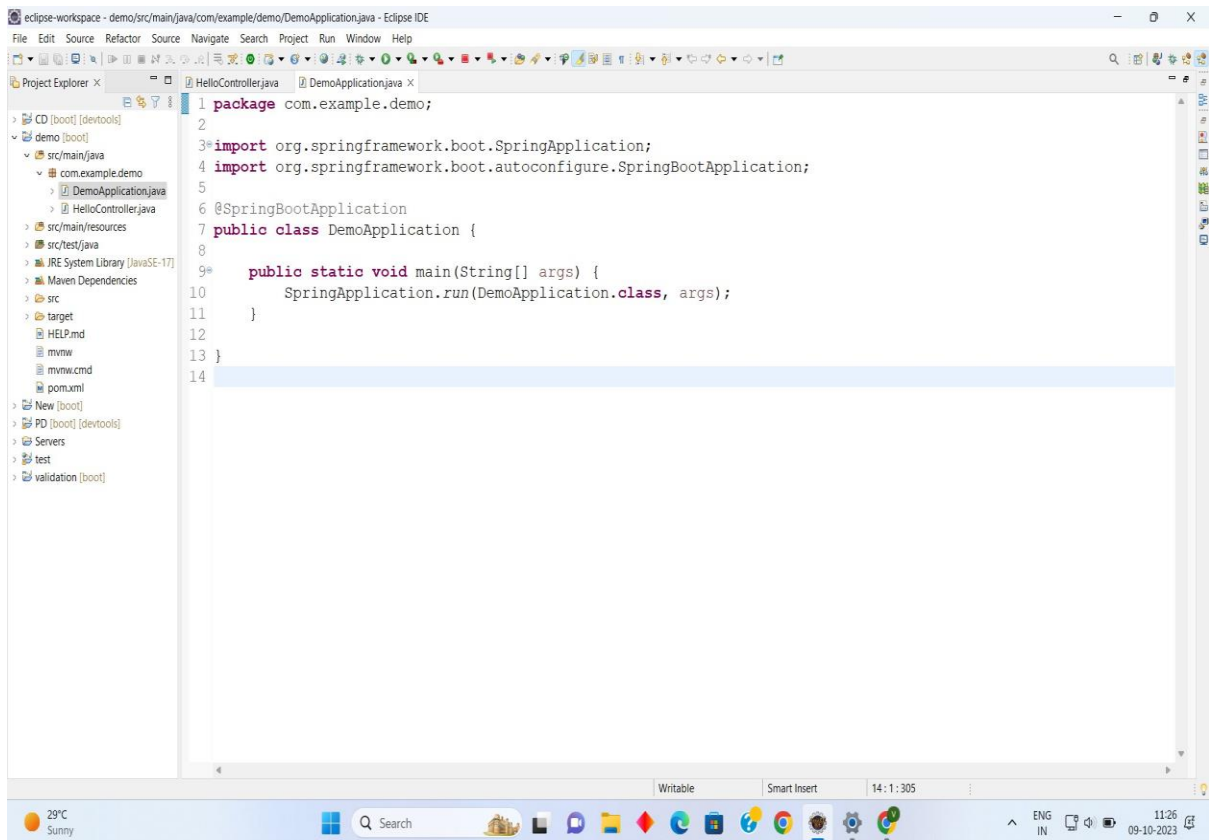 eclipse-workspace - demo/src/main/java/com/example/demo/DemoApplication.java - Eclipse IDE
File Edit Source Refactor Source Navigate Search Project Run Window Help
Project Explorer
HelloController.java DemoApplication.java
CD [boot] [devtools]
demo [boot]
src/main/java
com.example.demo
DemoApplication.java
HelloController.java
src/main/resources
src/test/java
JRE System Library [JavaSE-17]
Maven Dependencies
src
target
HELP.md
mvnw
mvnw.cmd
pom.xml
New [boot]
PD [boot] [devtools]
Servers
test
validation [boot]
1 package com.example.demo;
2
3 import org.springframework.boot.SpringApplication;
4 import org.springframework.boot.autoconfigure.SpringBootApplication;
5
6 @SpringBootApplication
7 public class DemoApplication {
8
9 public static void main(String[] args) {
10 SpringApplication.run(DemoApplication.class, args);
11 }
12
13 }
14
Writable Smart Insert 14 : 1 : 305
29°C
Sunny
Search
ENG
IN
11:26
09-10-2023